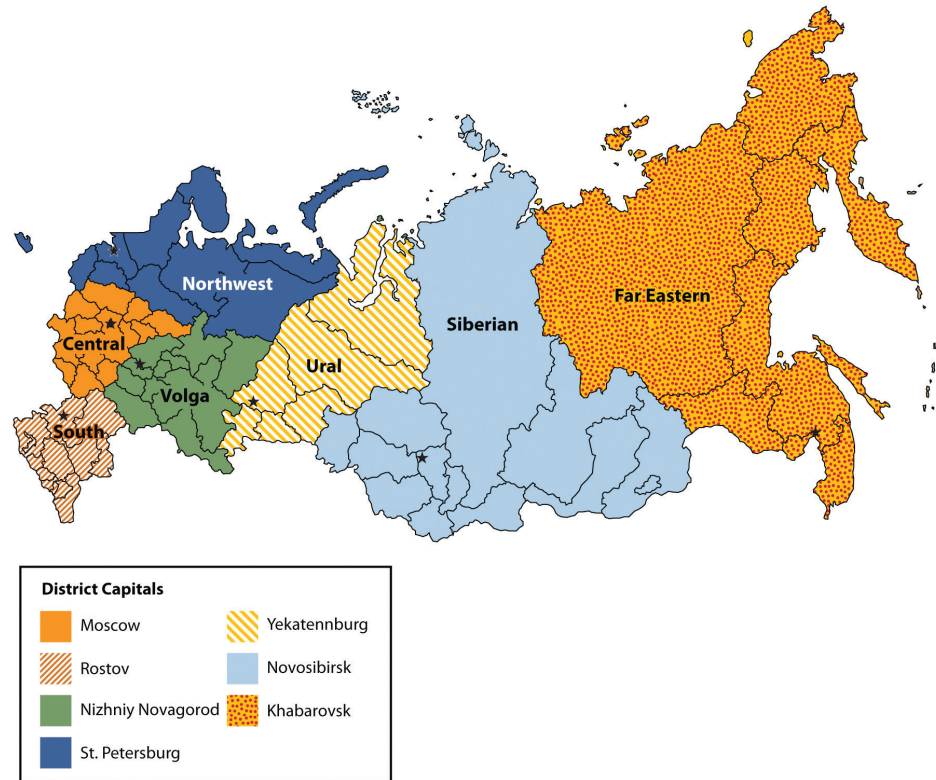 Northwest
Central
Volga
South
Ural
Siberian
Far Eastern
District Capitals
Moscow
Rostov
Nizhniy Novagorod
St. Petersburg
Yekatennburg
Novosibirsk
Khabarovsk